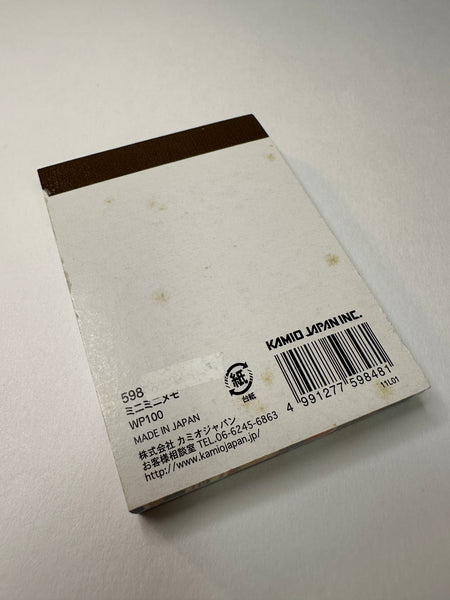 KAMIO JAPAN INC.
598
ミニミニメモ
WP100
MADE IN JAPAN
株式会社 カミオジャパン
お客様相談室 TEL.06-6245-6863
http://www.kamiojapan.jp/
紙
台紙
4 991277 598481
11L01